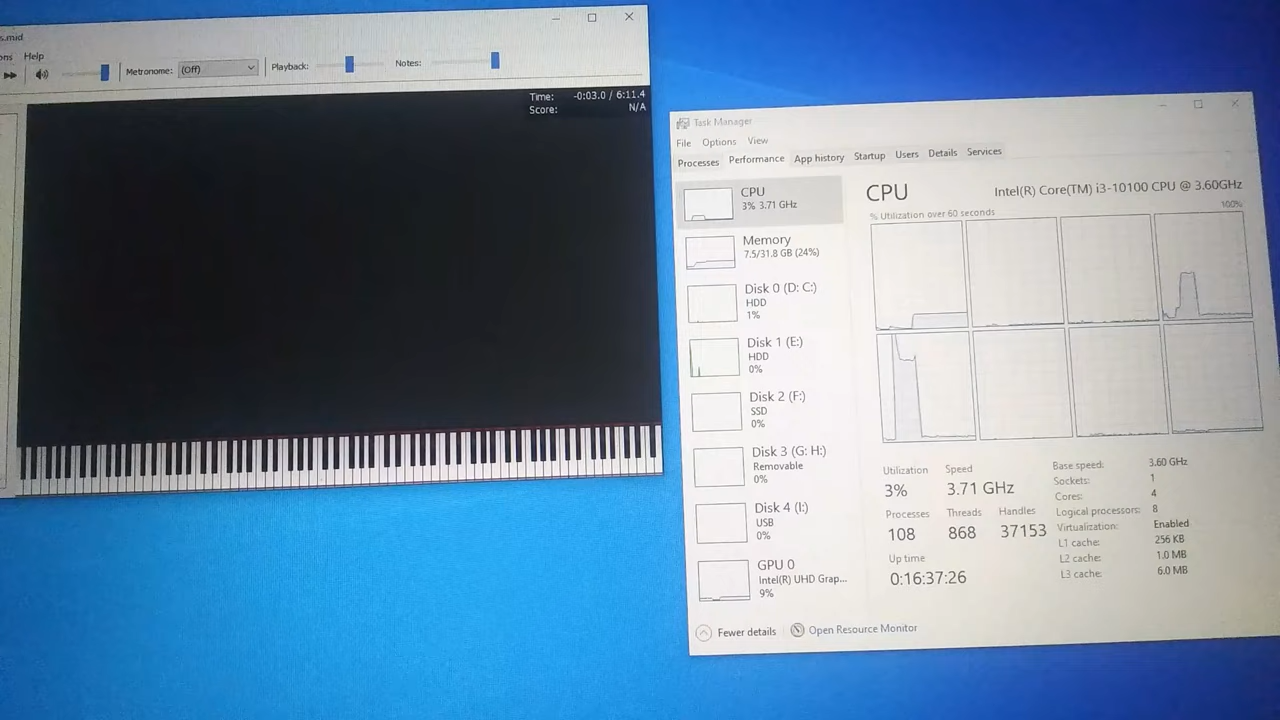 s.mid
ons Help
Metronome: (Off) Playback: Notes:
Time: -0:03.0 / 6:11.4
Score: N/A
Task Manager
File Options View
Processes Performance App history Startup Users Details Services
CPU
3% 3.71 GHz
Memory
7.5/31.8 GB (24%)
Disk 0 (D: C:)
HDD
1%
Disk 1 (E:)
HDD
0%
Disk 2 (F:)
SSD
0%
Disk 3 (G: H:)
Removable
0%
Disk 4 (I:)
USB
0%
GPU 0
Intel(R) UHD Grap...
9%
CPU Intel(R) Core(TM) i3-10100 CPU @ 3.60GHz
% Utilization over 60 seconds 100%
Utilization Speed
3% 3.71 GHz
Processes Threads Handles
108 868 37153
Up time
0:16:37:26
Base speed: 3.60 GHz
Sockets: 1
Cores: 4
Logical processors: 8
Virtualization: Enabled
L1 cache: 256 KB
L2 cache: 1.0 MB
L3 cache: 6.0 MB
Fewer details Open Resource Monitor